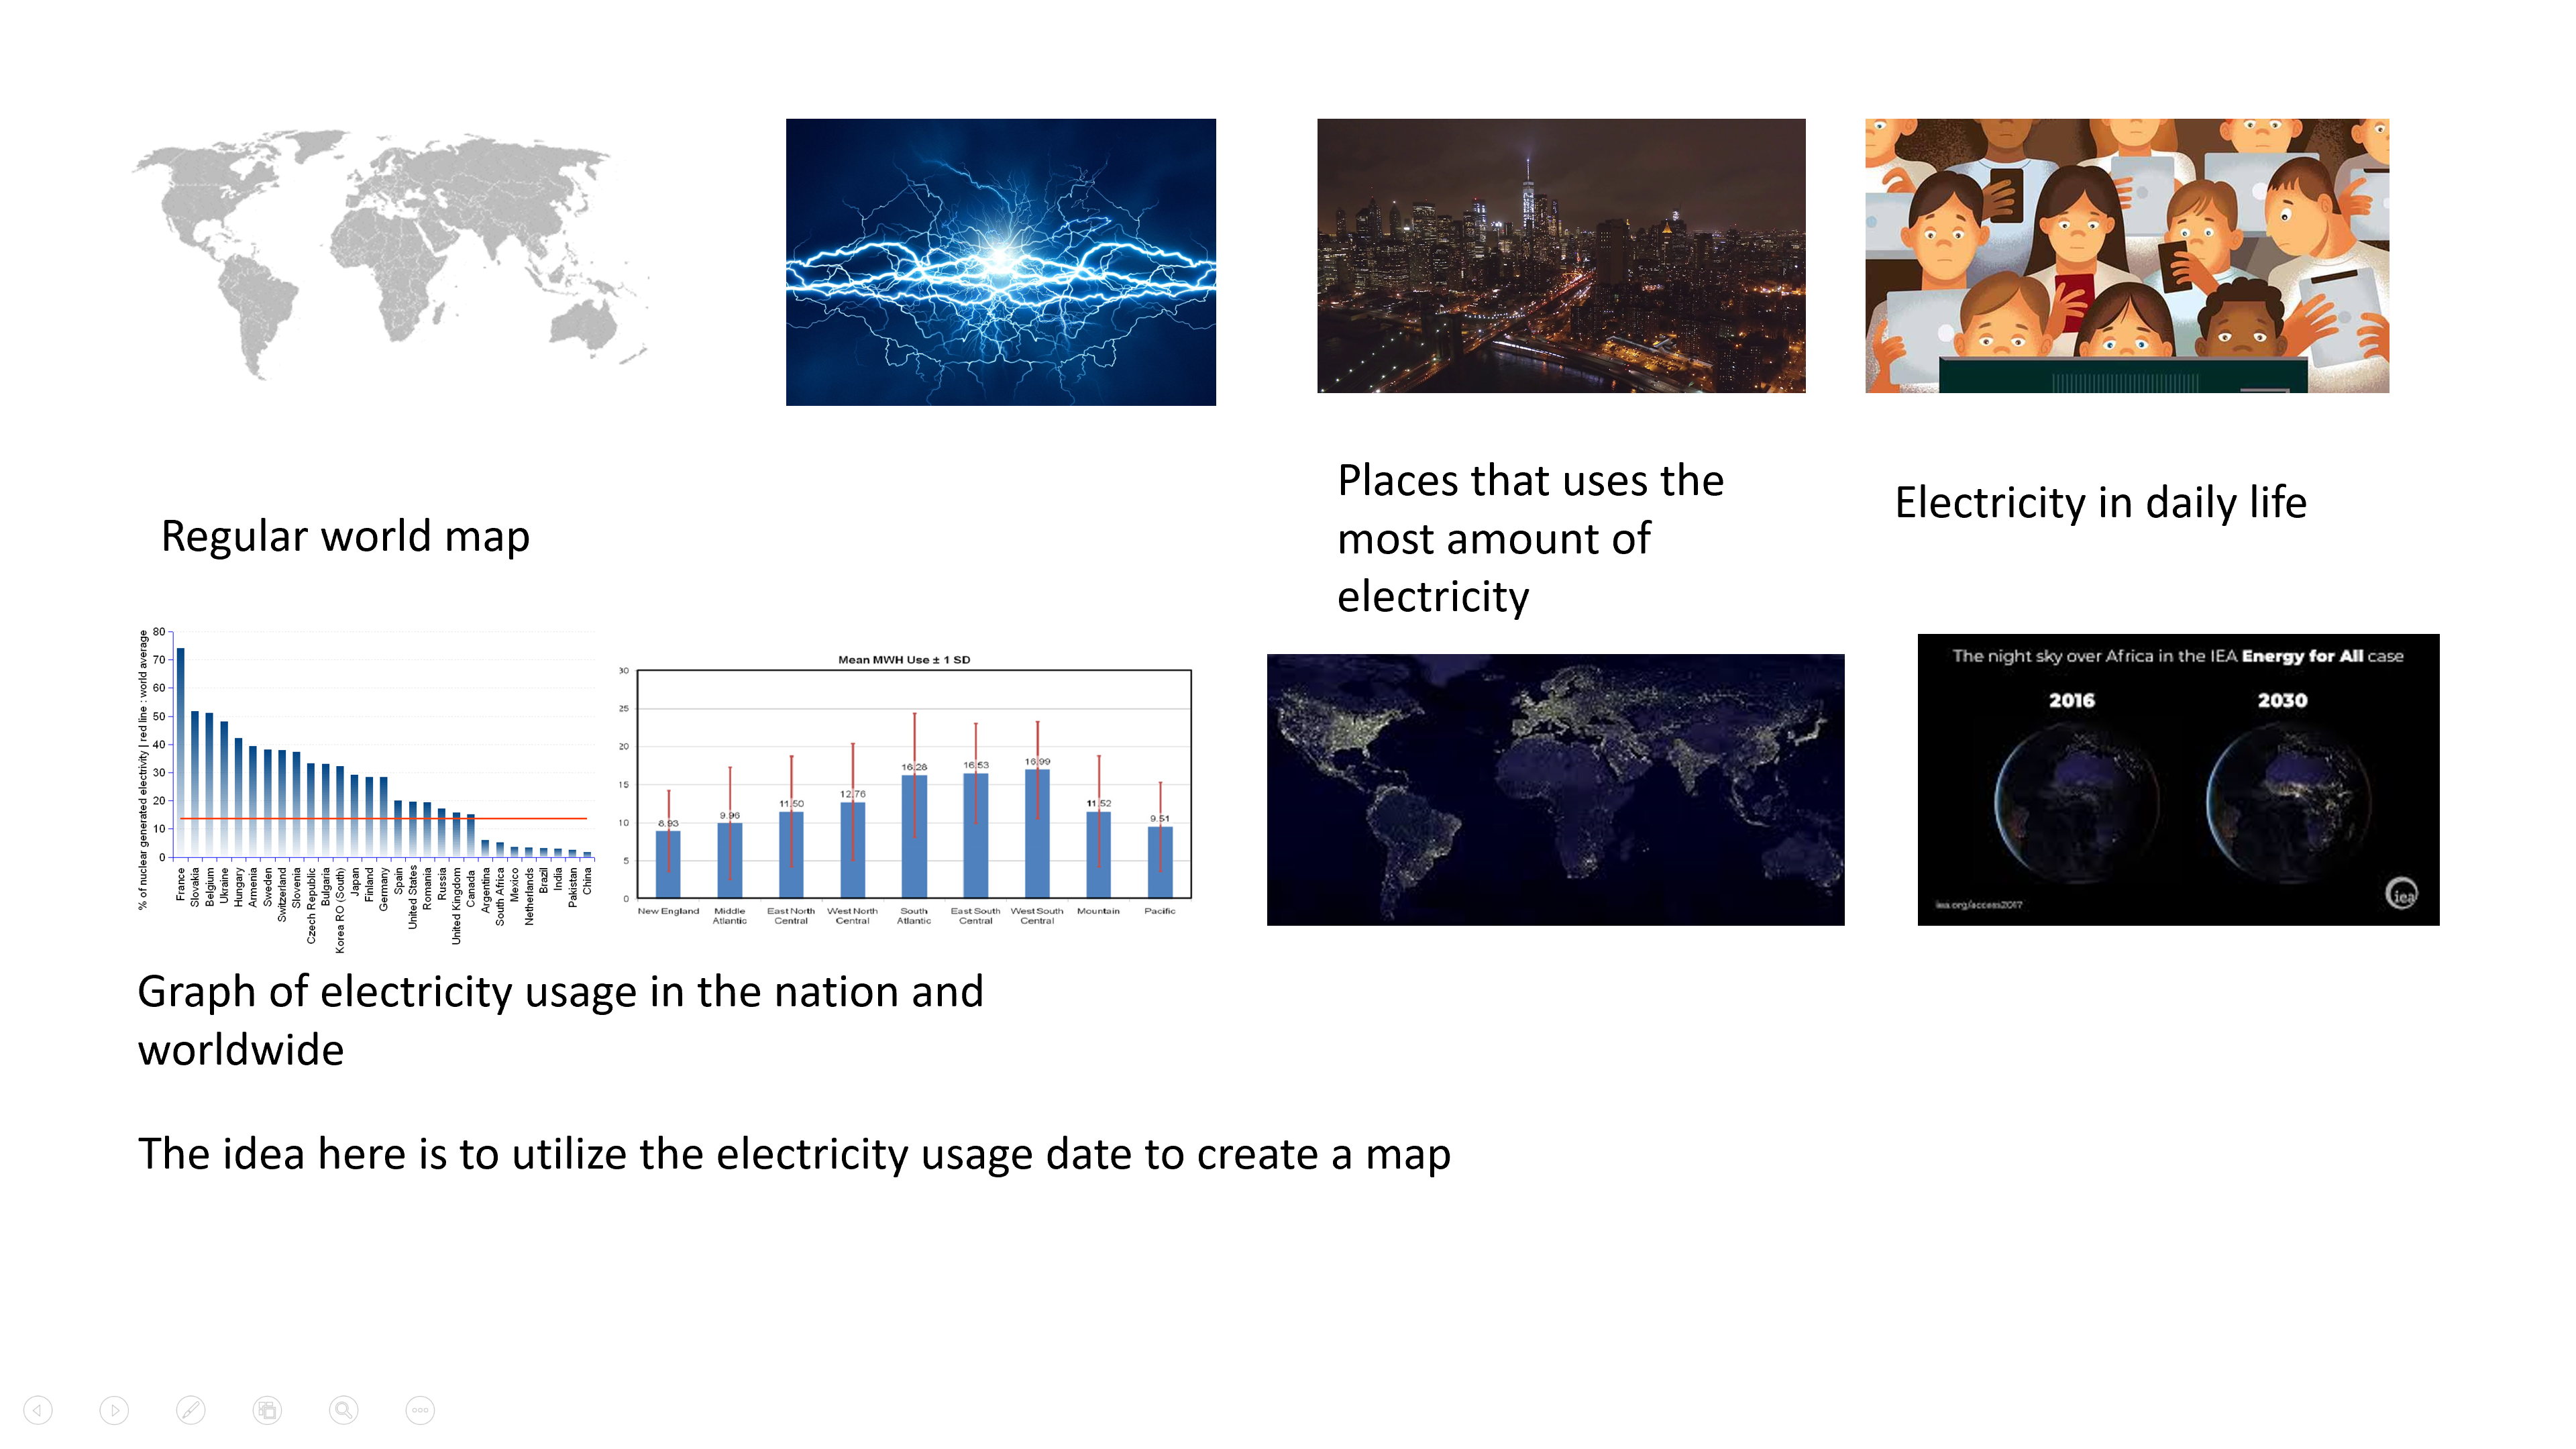 Regular world map
Places that uses the
most amount of
electricity
Electricity in daily life
% of nuclear generated electrivity | red line : world average
80
70
60
50
40
30
20
10
0
France
Slovakia
Belgium
Ukraine
Hungary
Armenia
Sweden
Switzerland
Slovenia
Czech Republic
Bulgaria
Korea RO (South)
Japan
Finland
Germany
Spain
United States
Romania
Russia
United Kingdom
Canada
Argentina
South Africa
Mexico
Netherlands
Brazil
India
Pakistan
China
Mean MWH Use ± 1 SD
30
25
20
15
10
5
0
8.93
9.96
11.50
12.76
16.28
16.53
16.99
11.52
9.51
New England
Middle
Atlantic
East North
Central
West North
Central
South
Atlantic
East South
Central
West South
Central
Mountain
Pacific
The night sky over Africa in the IEA Energy for All case
2016
2030
iea.org/access2017
iea
Graph of electricity usage in the nation and
worldwide
The idea here is to utilize the electricity usage date to create a map